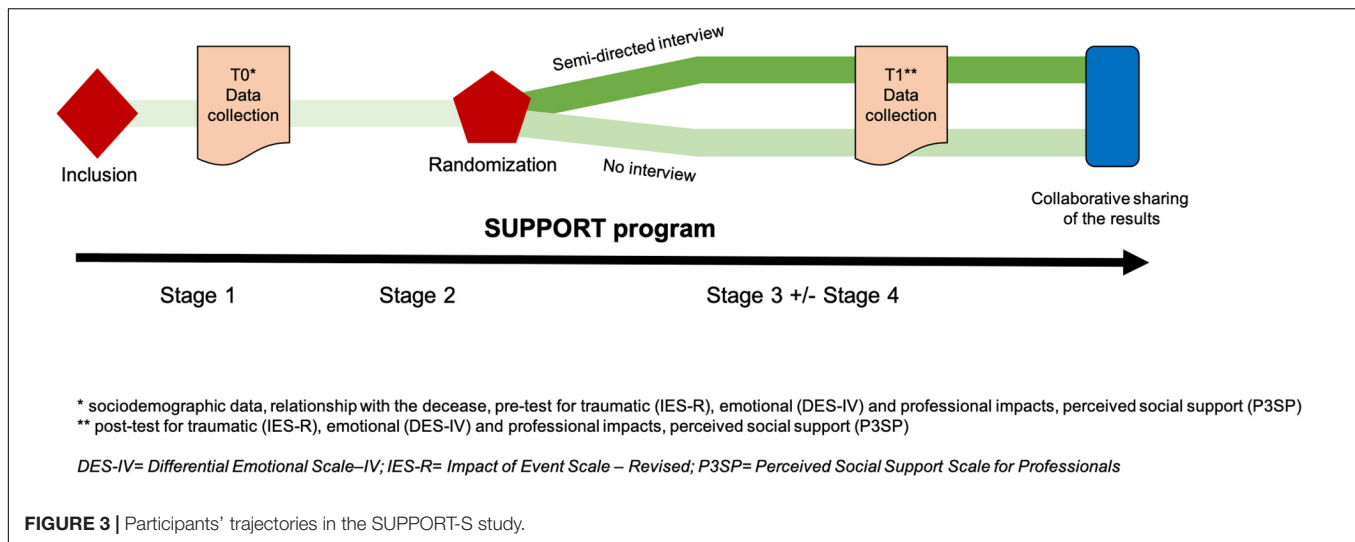 Semi-directed interview
T0*
Data
collection
T1**
Data
collection
Inclusion
Randomization
No interview
Collaborative sharing
of the results
SUPPORT program
Stage 1
Stage 2
Stage 3 +/- Stage 4
* sociodemographic data, relationship with the decease, pre-test for traumatic (IES-R), emotional (DES-IV) and professional impacts, perceived social support (P3SP)
** post-test for traumatic (IES-R), emotional (DES-IV) and professional impacts, perceived social support (P3SP)
DES-IV= Differential Emotional Scale–IV; IES-R= Impact of Event Scale – Revised; P3SP= Perceived Social Support Scale for Professionals
FIGURE 3 | Participants' trajectories in the SUPPORT-S study.